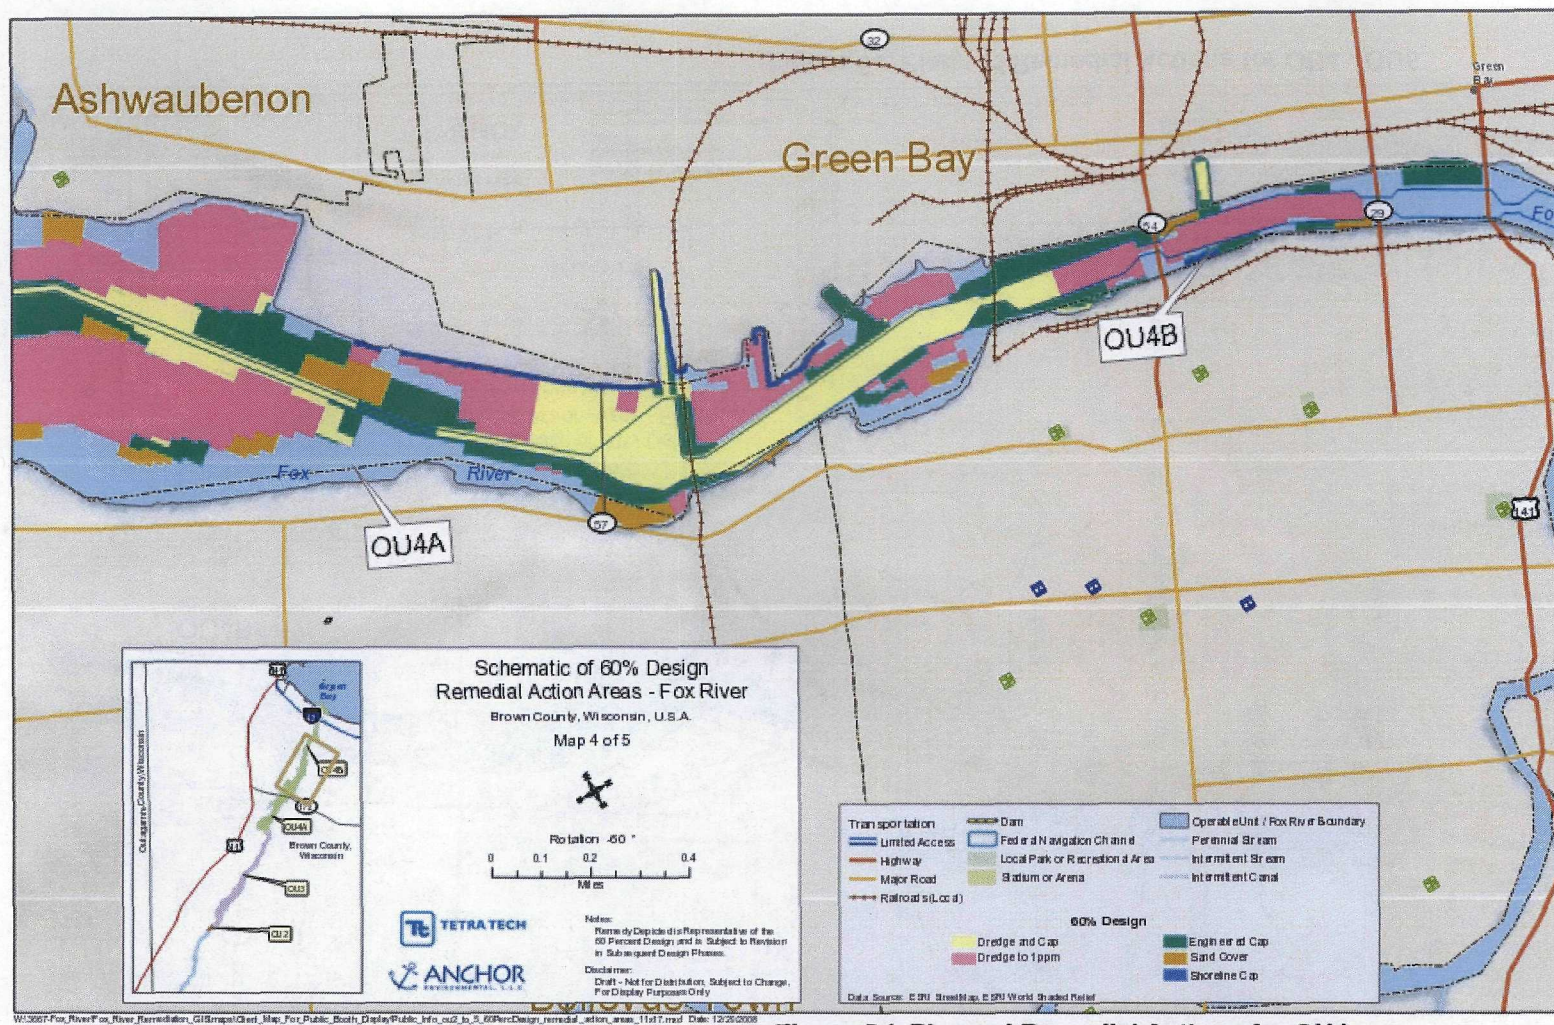 32
Green
Bay
Ashwaubenon
Green Bay
54
29
Fo
OU4B
Fox
River
57
OU4A
141
Schematic of 60% Design
Remedial Action Areas - Fox River
Brown County, Wisconsin, U.S.A.
Map 4 of 5
Rotation -60 °
0 0.1 0.2 0.4
Miles
TETRA TECH
ANCHOR
ENVIRONMENTAL, L.L.C.
Notes:
Remedy Depicted is Representative of the
60 Percent Design and is Subject to Revision
in Subsequent Design Phases.
Disclaimer:
Draft - Not for Distribution, Subject to Change,
For Display Purposes Only
Outagamie County, Wisconsin
Green
Bay
OU4B
172
OU4A
Brown County,
Wisconsin
OU3
OU2
Transportation
Limited Access
Highway
Major Road
Railroads (Local)
Dam
Federal Navigation Channel
Local Park or Recreational Area
Stadium or Arena
Operable Unit / Fox River Boundary
Perennial Stream
Intermittent Stream
Intermittent Canal
60% Design
Dredge and Cap
Dredge to 1ppm
Engineered Cap
Sand Cover
Shoreline Cap
Data Source: ESRI StreetMap, ESRI World Shaded Relief